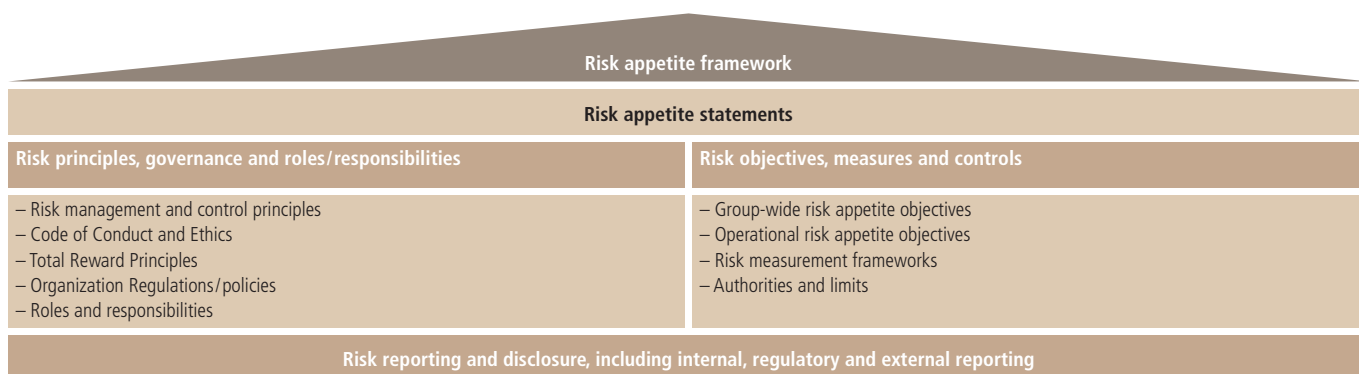 Risk appetite framework
Risk appetite statements
Risk principles, governance and roles/responsibilities
– Risk management and control principles
– Code of Conduct and Ethics
– Total Reward Principles
– Organization Regulations/policies
– Roles and responsibilities
Risk objectives, measures and controls
– Group-wide risk appetite objectives
– Operational risk appetite objectives
– Risk measurement frameworks
– Authorities and limits
Risk reporting and disclosure, including internal, regulatory and external reporting